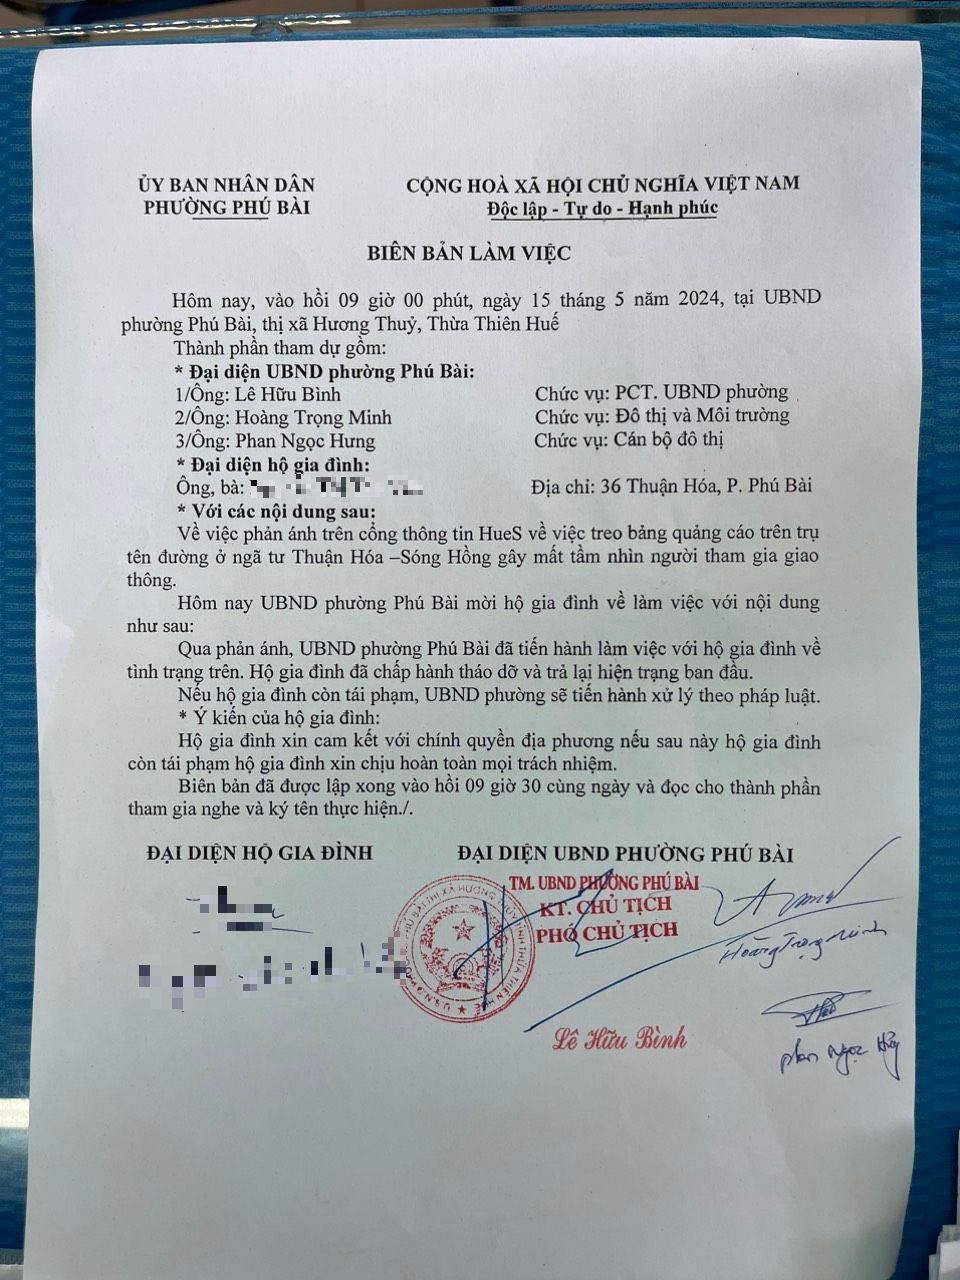 ỦY BAN NHÂN DÂN
PHƯỜNG PHÚ BÀI
CỘNG HOÀ XÃ HỘI CHỦ NGHĨA VIỆT NAM
Độc lập - Tự do - Hạnh phúc
BIÊN BẢN LÀM VIỆC
Hôm nay, vào hồi 09 giờ 00 phút, ngày 15 tháng 5 năm 2024, tại UBND
phường Phú Bài, thị xã Hương Thuỷ, Thừa Thiên Huế
Thành phần tham dự gồm:
* Đại diện UBND phường Phú Bài:
1/Ông: Lê Hữu Bình Chức vụ: PCT. UBND phường
2/Ông: Hoàng Trọng Minh Chức vụ: Đô thị và Môi trường
3/Ông: Phan Ngọc Hưng Chức vụ: Cán bộ đô thị
* Đại diện hộ gia đình:
Ông, bà: Địa chỉ: 36 Thuận Hóa, P. Phú Bài
* Với các nội dung sau:
Về việc phản ánh trên cổng thông tin HueS về việc treo bảng quảng cáo trên trụ
tên đường ở ngã tư Thuận Hóa –Sóng Hồng gây mất tầm nhìn người tham gia giao
thông.
Hôm nay UBND phường Phú Bài mời hộ gia đình về làm việc với nội dung
như sau:
Qua phản ánh, UBND phường Phú Bài đã tiến hành làm việc với hộ gia đình về
tình trạng trên. Hộ gia đình đã chấp hành tháo dỡ và trả lại hiện trạng ban đầu.
Nếu hộ gia đình còn tái phạm, UBND phường sẽ tiến hành xử lý theo pháp luật.
* Ý kiến của hộ gia đình:
Hộ gia đình xin cam kết với chính quyền địa phương nếu sau này hộ gia đình
còn tái phạm hộ gia đình xin chịu hoàn toàn mọi trách nhiệm.
Biên bản đã được lập xong vào hồi 09 giờ 30 cùng ngày và đọc cho thành phần
tham gia nghe và ký tên thực hiện./.
ĐẠI DIỆN HỘ GIA ĐÌNH
ĐẠI DIỆN UBND PHƯỜNG PHÚ BÀI
TM. UBND PHƯỜNG PHÚ BÀI
KT. CHỦ TỊCH
PHÓ CHỦ TỊCH
Hoàng Trọng Minh
Lê Hữu Bình
phan ngọc Hưng